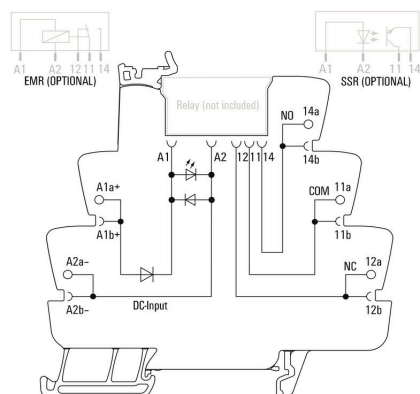 A1 A2 12 11 14
EMR (OPTIONAL)
A1 A2 11 14
SSR (OPTIONAL)
Relay (not included)
NO 14a
A1 A2 12 11 14
14b
A1a+
COM 11a
A1b+
11b
A2a–
NC 12a
DC-Input
A2b–
12b